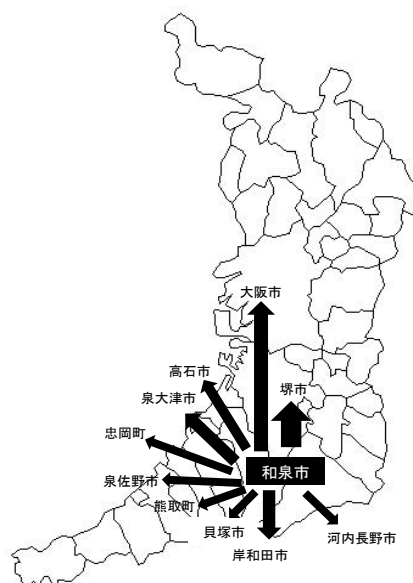 大阪市
高石市
堺市
泉大津市
忠岡町
和泉市
泉佐野市
熊取町
貝塚市
河内長野市
岸和田市